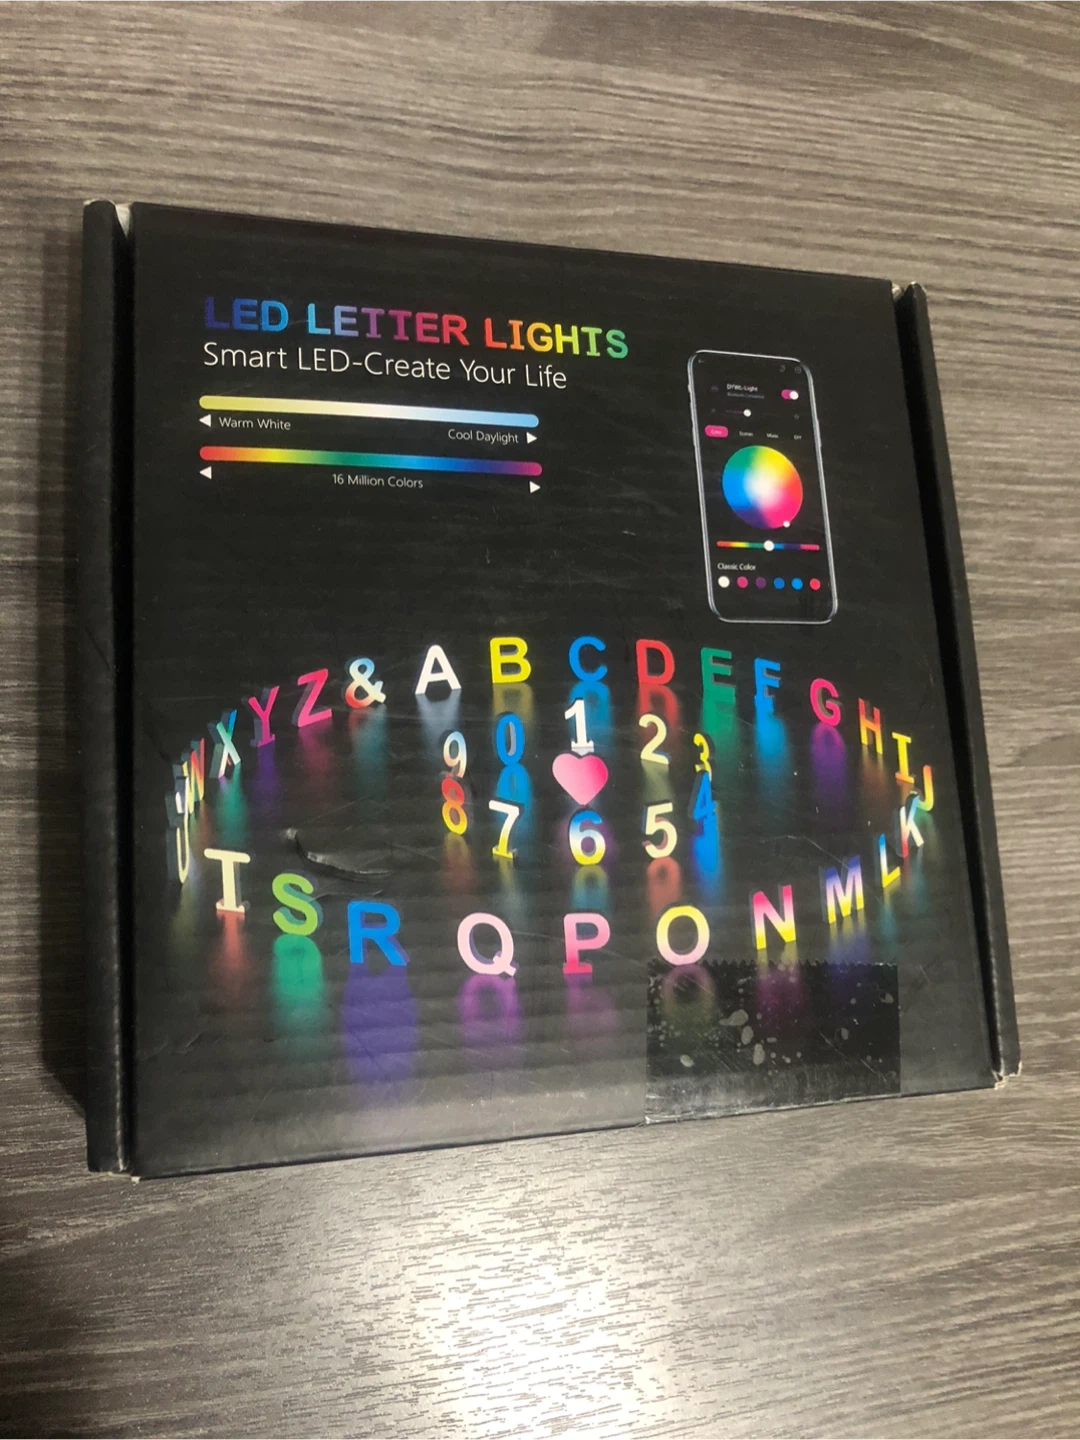 LED LETTER LIGHTS
Smart LED-Create Your Life
Warm White
Cool Daylight
16 Million Colors
Classic Color
& A B C D E F G H I J K L M N O P Q R S T U V W X Y Z
9 0 1 2 3
8 7 6 5 4